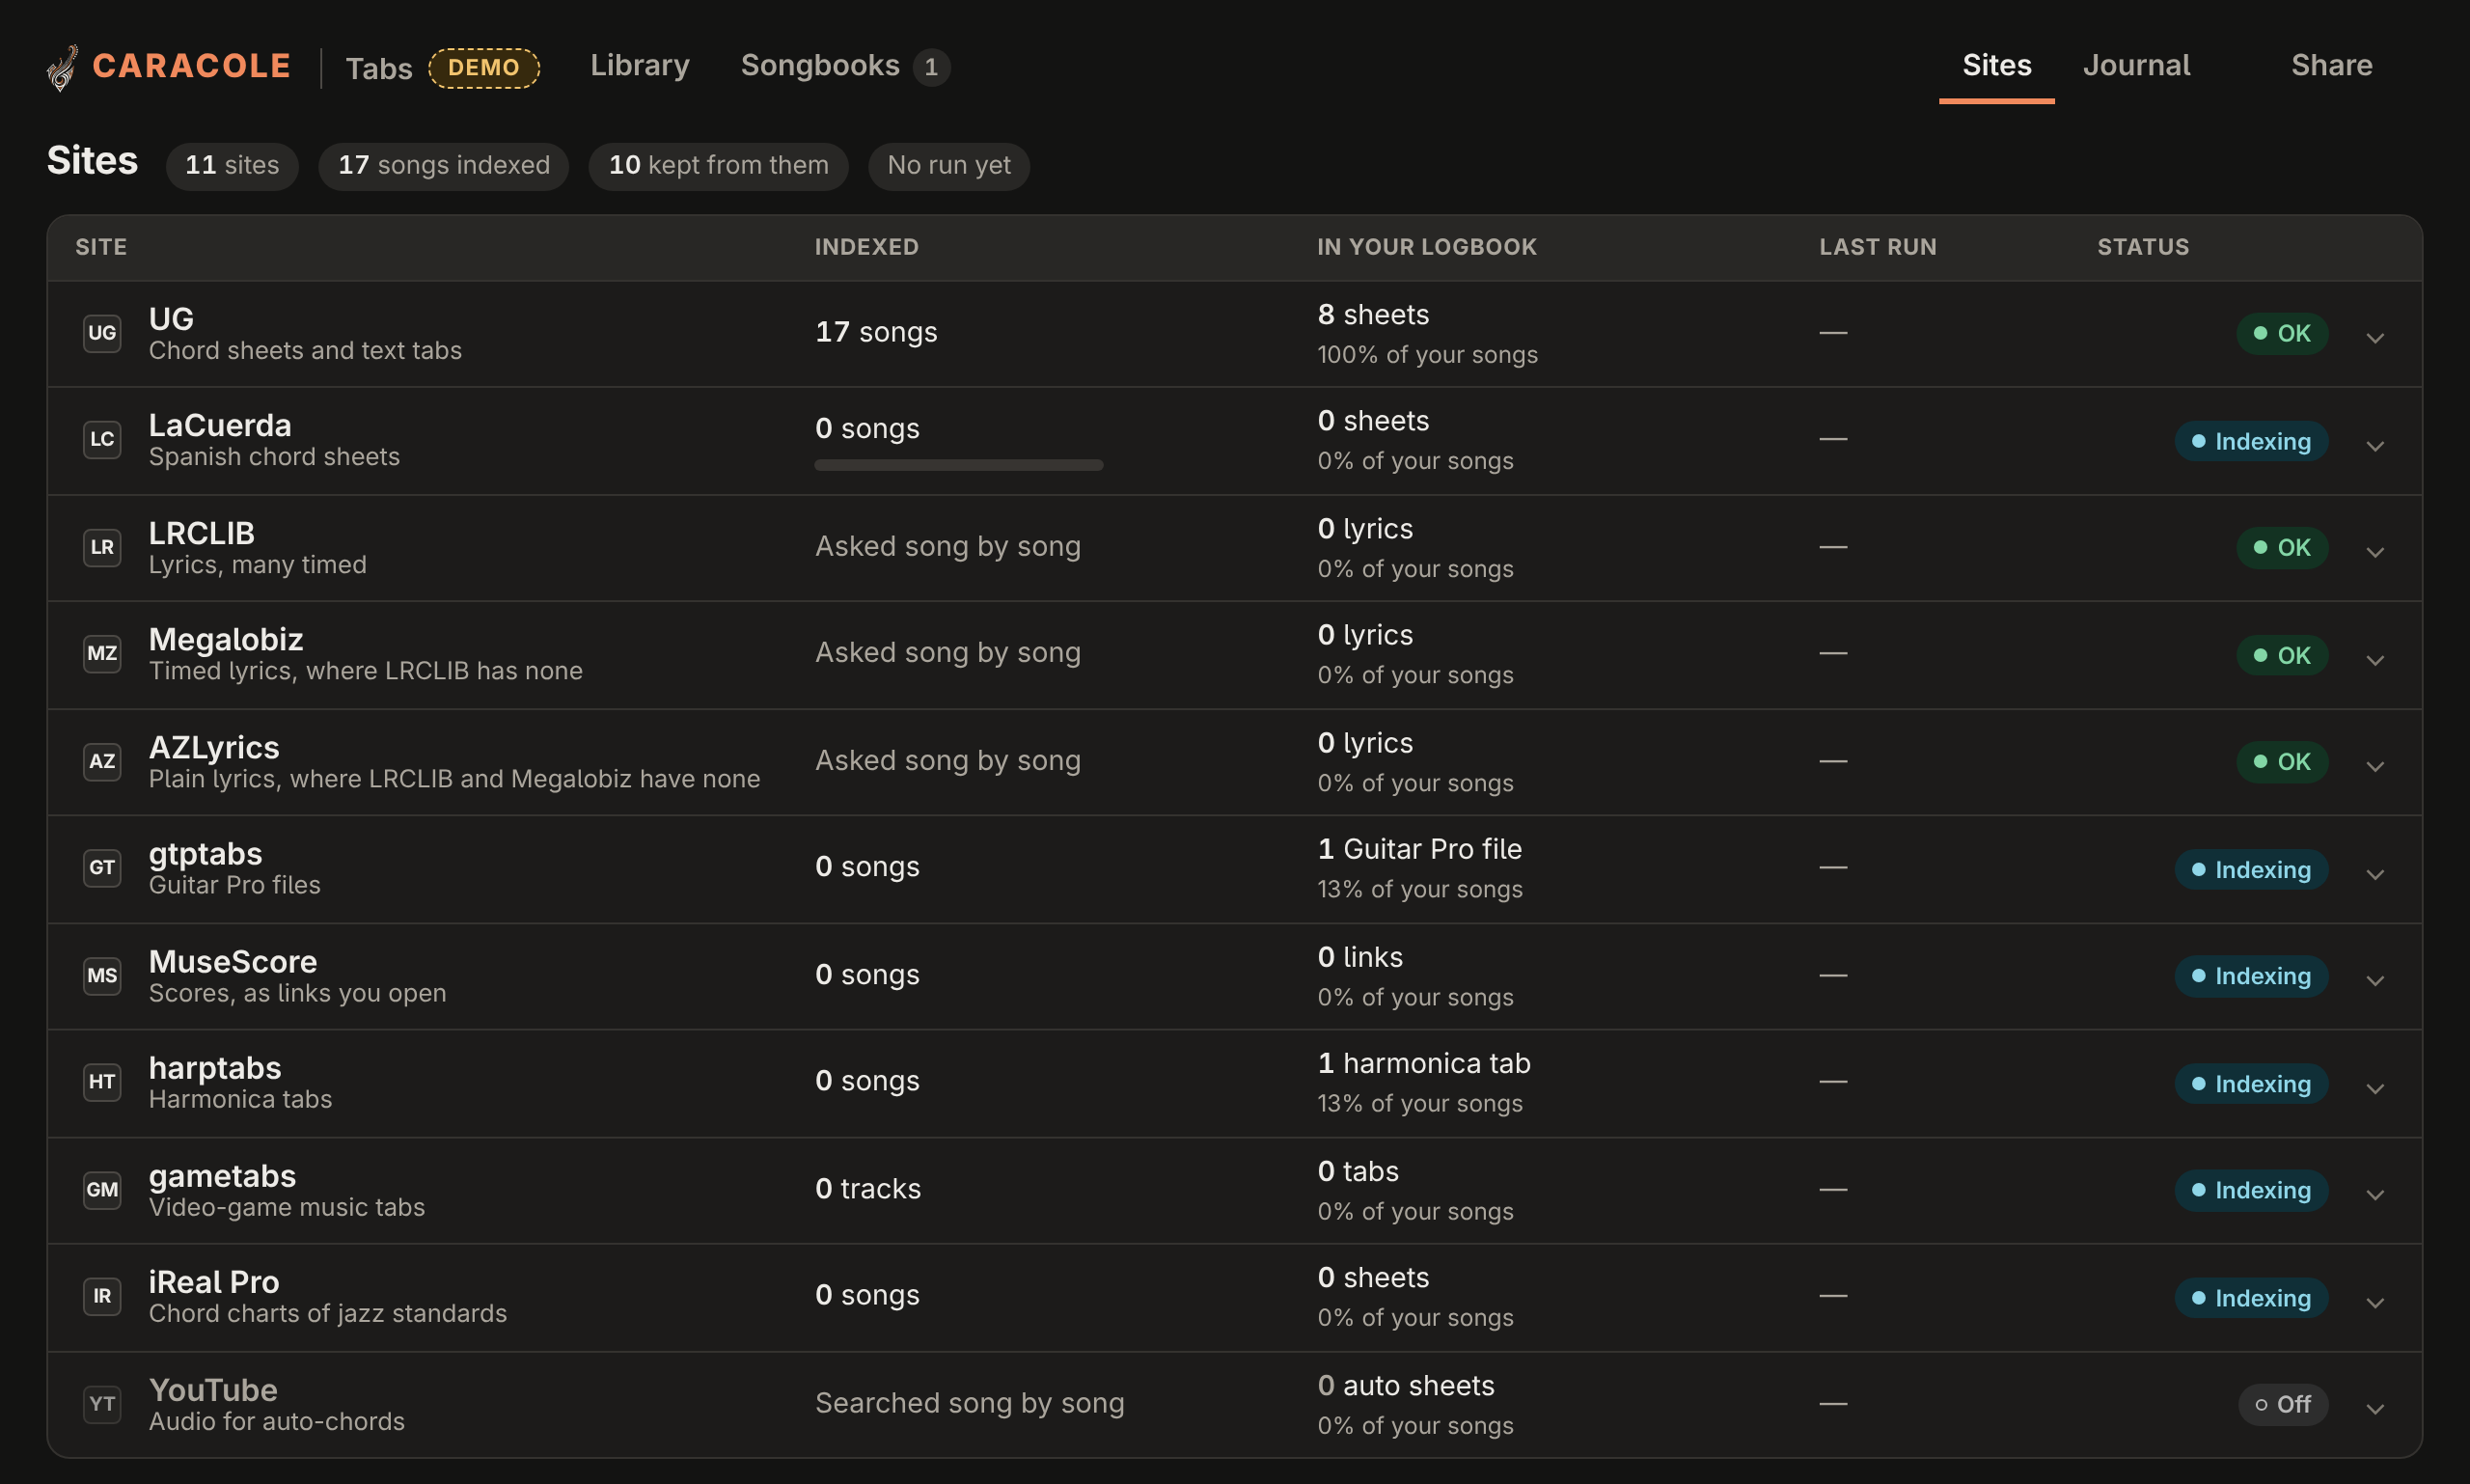 CARACOLE Tabs DEMO Library Songbooks 1 Sites Journal Share
Sites 11 sites 17 songs indexed 10 kept from them No run yet
SITE INDEXED IN YOUR LOGBOOK LAST RUN STATUS
UG UG 17 songs 8 sheets — OK
Chord sheets and text tabs 100% of your songs
LC LaCuerda 0 songs 0 sheets — Indexing
Spanish chord sheets 0% of your songs
LR LRCLIB Asked song by song 0 lyrics — OK
Lyrics, many timed 0% of your songs
MZ Megalobiz Asked song by song 0 lyrics — OK
Timed lyrics, where LRCLIB has none 0% of your songs
AZ AZLyrics Asked song by song 0 lyrics — OK
Plain lyrics, where LRCLIB and Megalobiz have none 0% of your songs
GT gtptabs 0 songs 1 Guitar Pro file — Indexing
Guitar Pro files 13% of your songs
MS MuseScore 0 songs 0 links — Indexing
Scores, as links you open 0% of your songs
HT harptabs 0 songs 1 harmonica tab — Indexing
Harmonica tabs 13% of your songs
GM gametabs 0 tracks 0 tabs — Indexing
Video-game music tabs 0% of your songs
IR iReal Pro 0 songs 0 sheets — Indexing
Chord charts of jazz standards 0% of your songs
YT YouTube Searched song by song 0 auto sheets — Off
Audio for auto-chords 0% of your songs